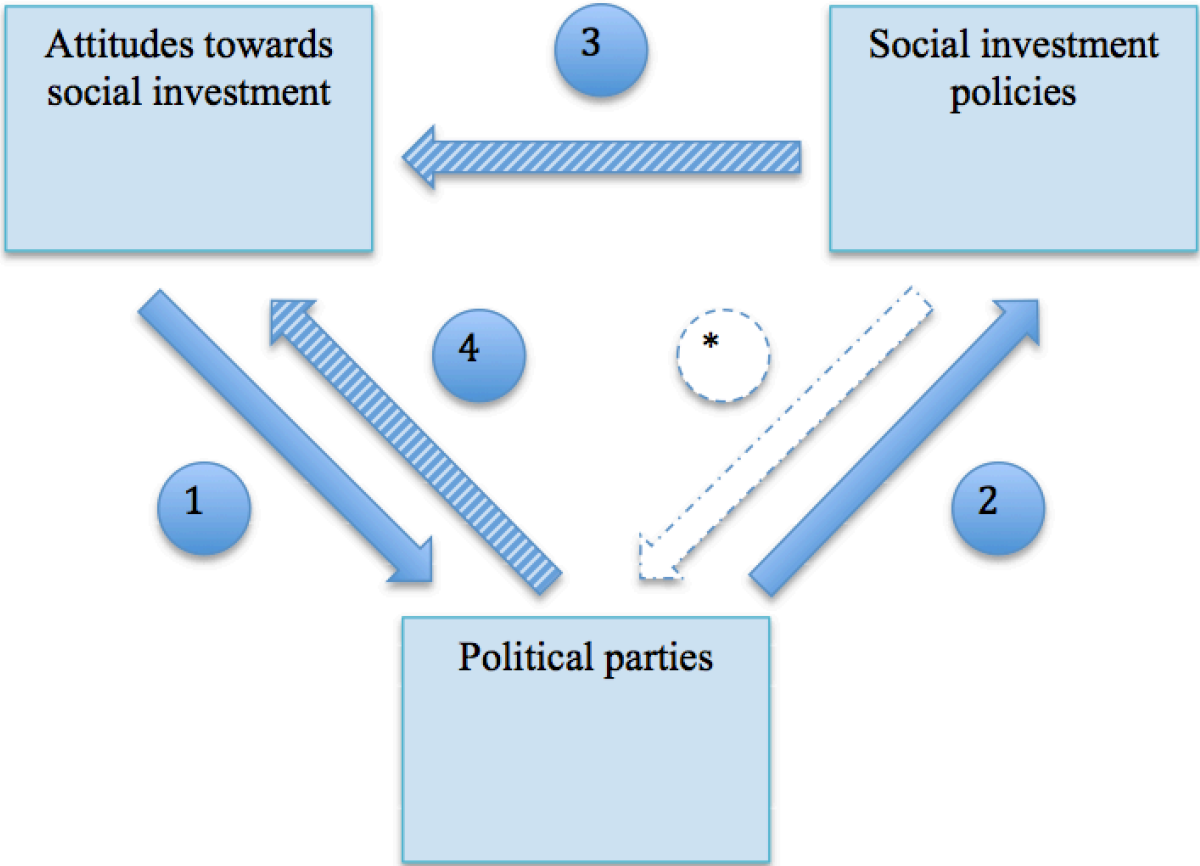 Attitudes towards
social investment
3
Social investment
policies
4
*
1
2
Political parties